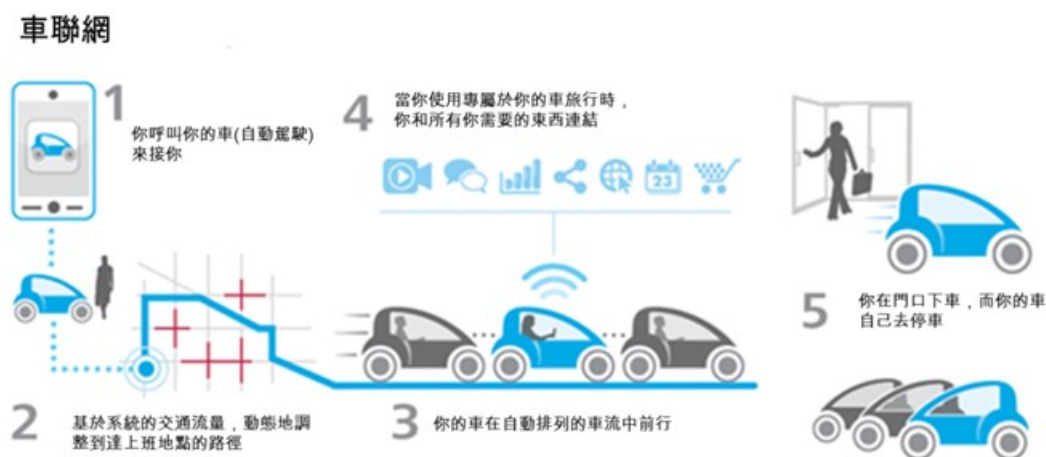 車聯網
1
你呼叫你的車(自動駕駛)
來接你
2
基於系統的交通流量，動態地調
整到達上班地點的路徑
3
你的車在自動排列的車流中前行
4
當你使用專屬於你的車旅行時，
你和所有你需要的東西連結
23
5
你在門口下車，而你的車
自己去停車